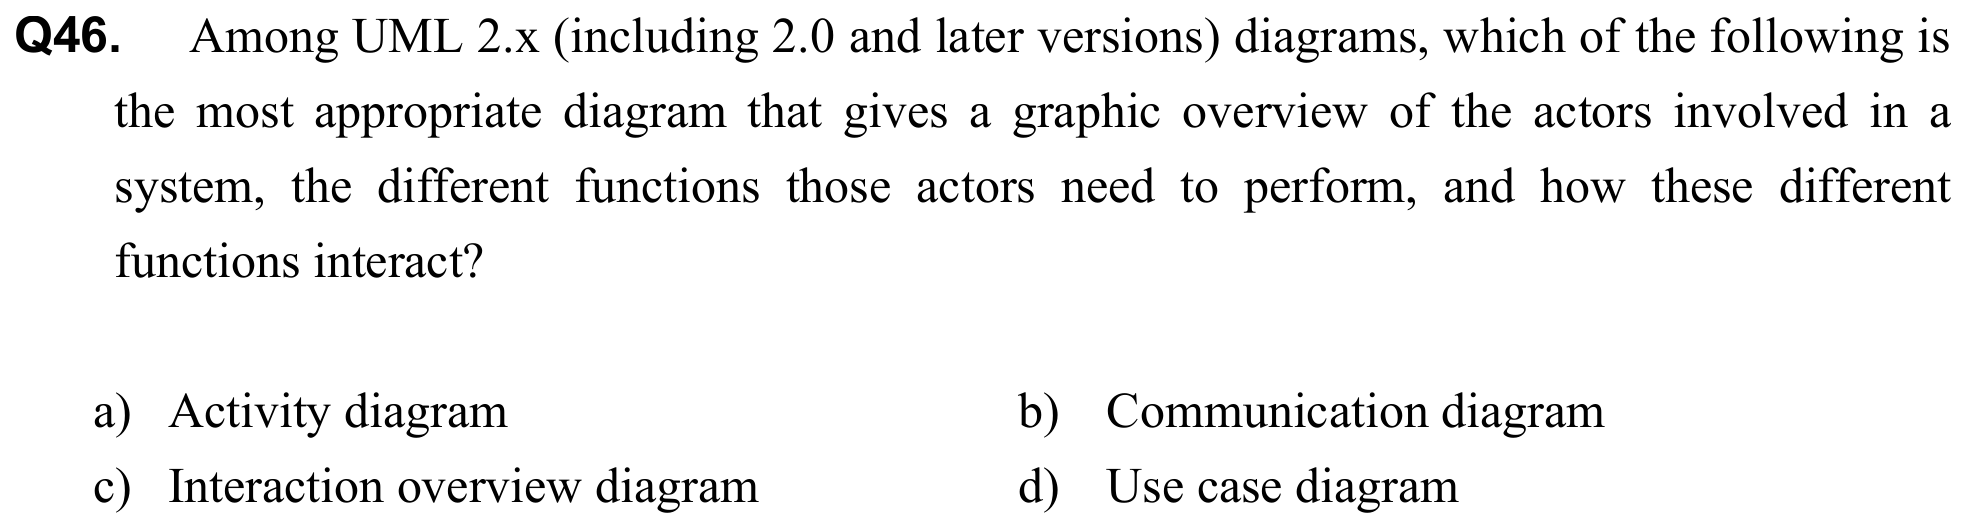 Q46. Among UML 2.x (including 2.0 and later versions) diagrams, which of the following is
the most appropriate diagram that gives a graphic overview of the actors involved in a
system, the different functions those actors need to perform, and how these different
functions interact?
a) Activity diagram b) Communication diagram
c) Interaction overview diagram d) Use case diagram